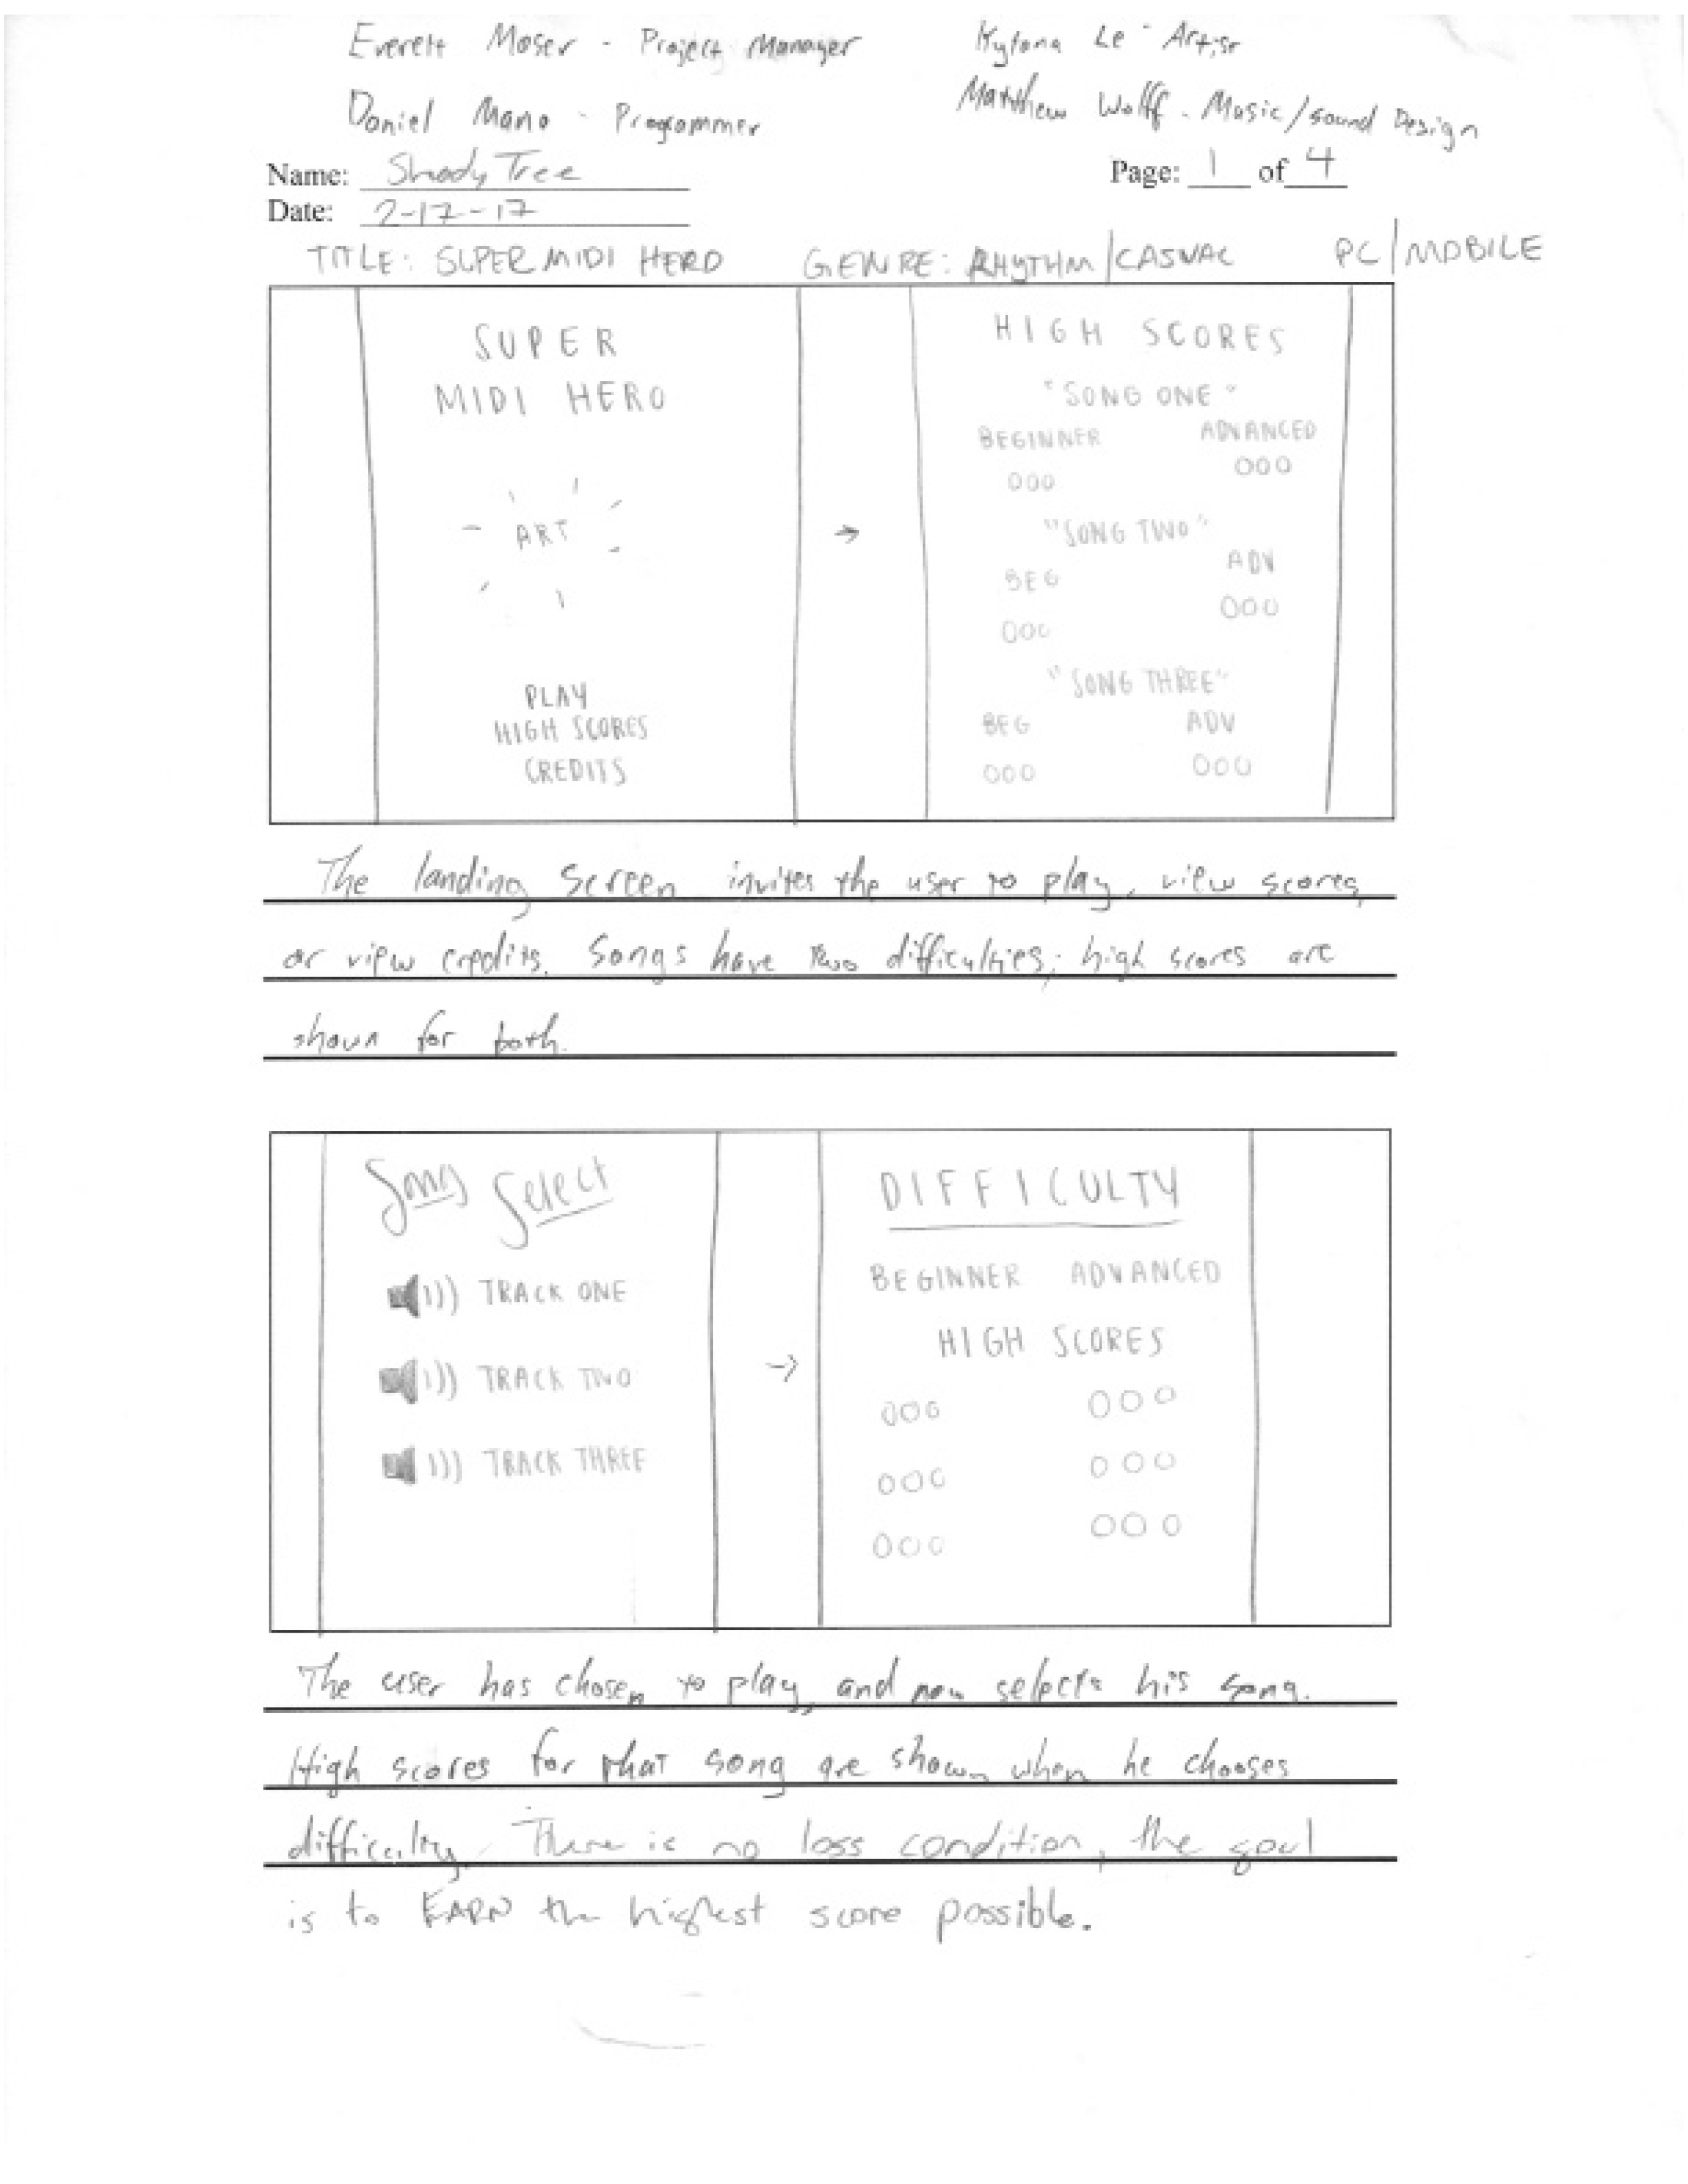 Everett Moser - Project Manager
Kylana Le - Artist
Daniel Mano - Programmer
Matthew Wolff - Music/sound Design
Name: Shady Tree
Page: 1 of 4
Date: 2-17-17
TITLE: SUPER MIDI HERO GENRE: RHYTHM/CASUAL PC/MOBILE
SUPER
MIDI HERO
ART
PLAY
HIGH SCORES
CREDITS
→
HIGH SCORES
"SONG ONE"
BEGINNER ADVANCED
000 000
"SONG TWO"
BEG ADV
000 000
"SONG THREE"
BEG ADV
000 000
The landing screen invites the user to play, view scores,
or view credits. Songs have two difficulties; high scores are
shown for both.
Song Select
TRACK ONE
TRACK TWO
TRACK THREE
→
DIFFICULTY
BEGINNER ADVANCED
HIGH SCORES
000 000
000 000
000 000
The user has chosen to play, and now selects his song.
High scores for that song are shown when he chooses
difficulty. There is no loss condition, the goal
is to EARN the highest score possible.